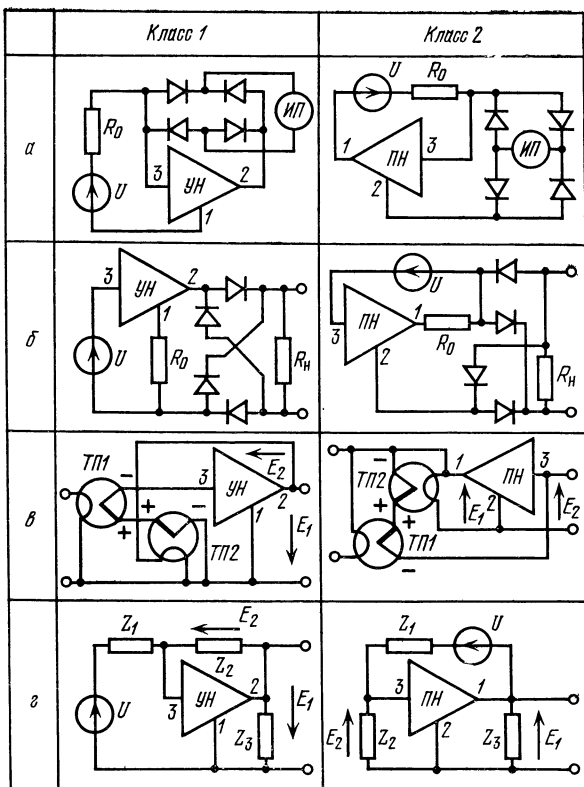 Класс 1
Класс 2
а
R₀
U
ИП
3
УН
2
1
U
R₀
1
ПН
3
2
ИП
б
3
УН
2
1
U
R₀
Rн
U
3
ПН
1
R₀
2
Rн
в
ТП1
−
+
+
−
ТП2
3
УН
E₂
2
1
E₁
−
ТП2
+
+
ТП1
−
1
ПН
3
2
E₁
E₂
г
Z₁
E₂
Z₂
U
3
УН
2
1
Z₃
E₁
Z₁
U
3
ПН
1
2
E₂
Z₂
Z₃
E₁